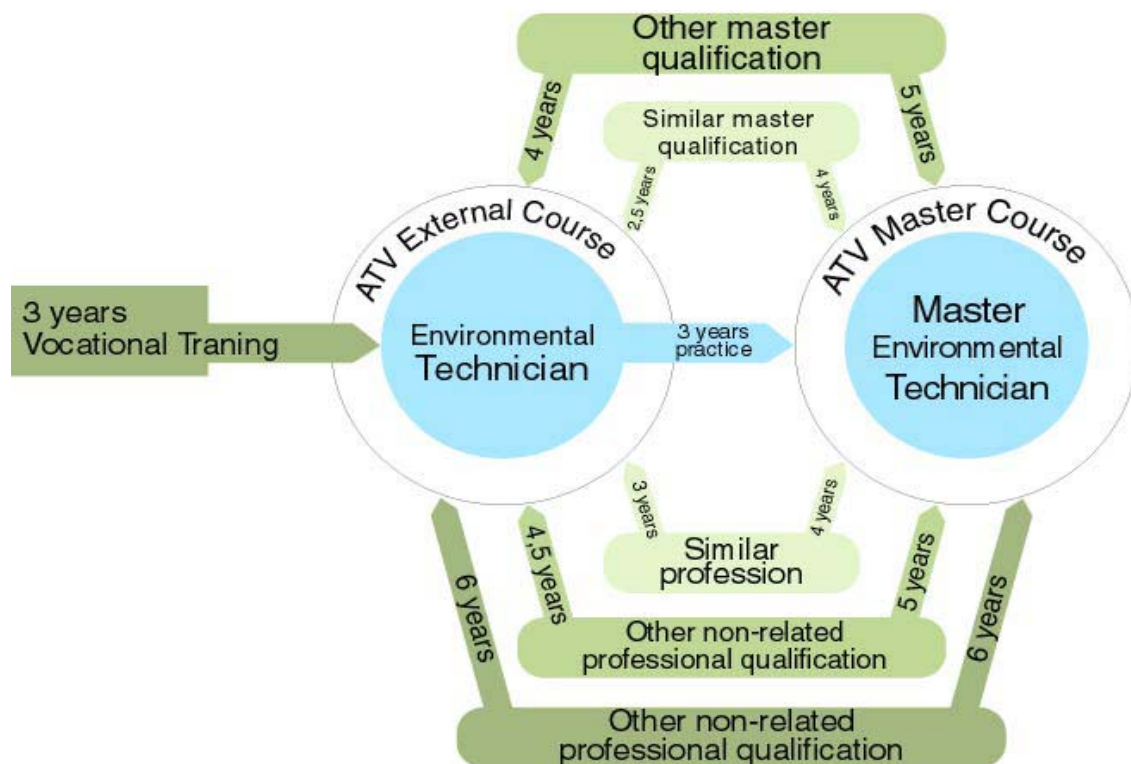 Other master
qualification
4 years
5 years
Similar master
qualification
2,5 years
4 years
ATV External Course
ATV Master Course
3 years
Vocational Traning
Environmental
Technician
3 years
practice
Master
Environmental
Technician
3 years
4 years
Similar
profession
4,5 years
5 years
Other non-related
professional qualification
6 years
6 years
Other non-related
professional qualification